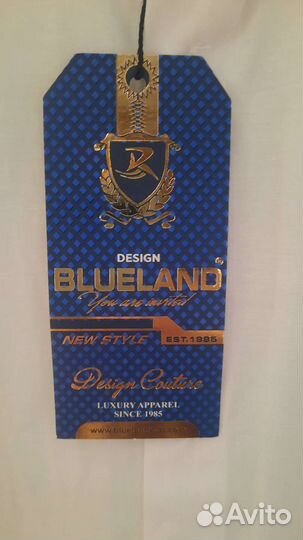 DESIGN
BLUELAND®
You are invited
NEW STYLE EST.1985
Design Couture
LUXURY APPAREL
SINCE 1985
Avito